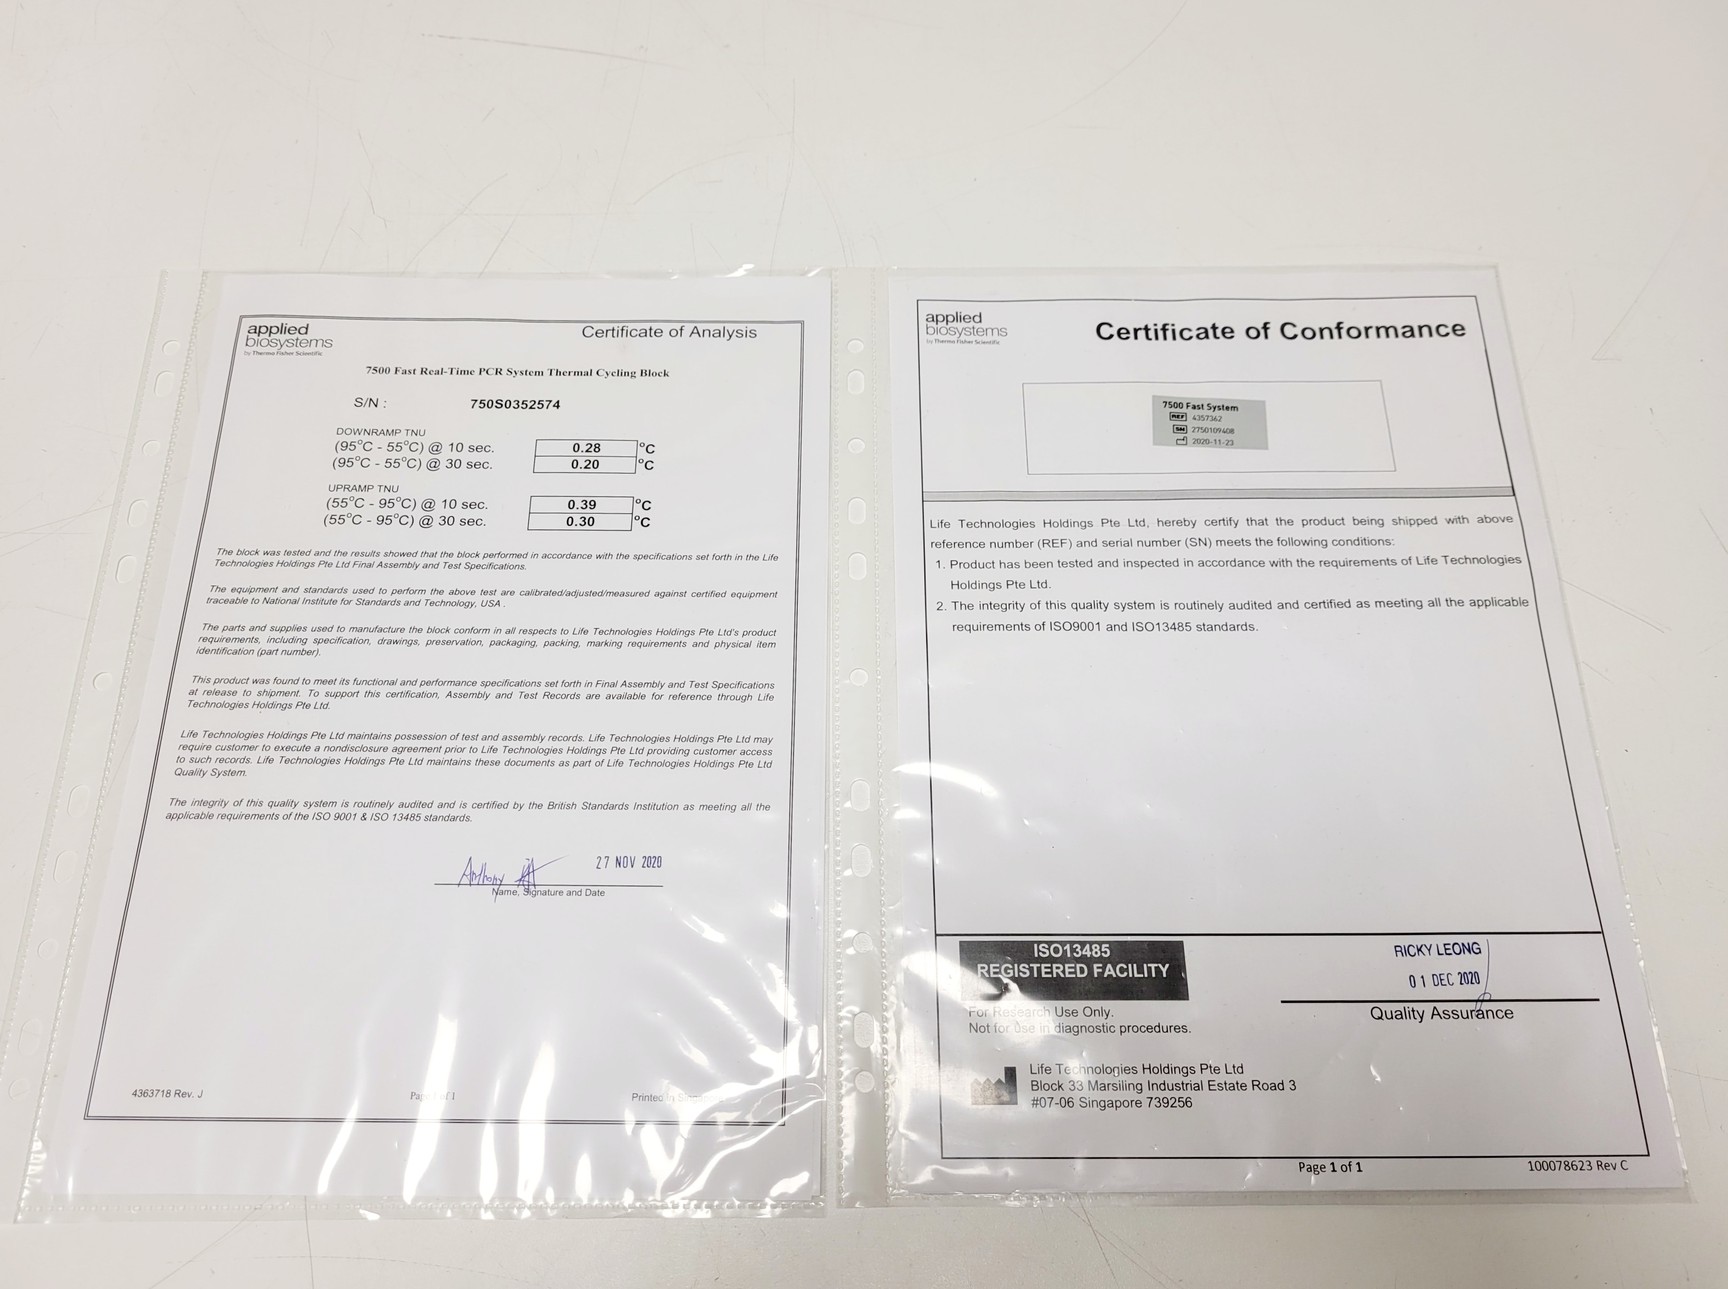 applied
biosystems
by Thermo Fisher Scientific
Certificate of Analysis
7500 Fast Real-Time PCR System Thermal Cycling Block
S/N : 750S0352574
DOWNRAMP TNU
(95°C - 55°C) @ 10 sec. 0.28 °C
(95°C - 55°C) @ 30 sec. 0.20 °C
UPRAMP TNU
(55°C - 95°C) @ 10 sec. 0.39 °C
(55°C - 95°C) @ 30 sec. 0.30 °C
The block was tested and the results showed that the block performed in accordance with the specifications set forth in the Life
Technologies Holdings Pte Ltd Final Assembly and Test Specifications.
The equipment and standards used to perform the above test are calibrated/adjusted/measured against certified equipment
traceable to National Institute for Standards and Technology, USA .
The parts and supplies used to manufacture the block conform in all respects to Life Technologies Holdings Pte Ltd's product
requirements, including specification, drawings, preservation, packaging, packing, marking requirements and physical item
identification (part number).
This product was found to meet its functional and performance specifications set forth in Final Assembly and Test Specifications
at release to shipment. To support this certification, Assembly and Test Records are available for reference through Life
Technologies Holdings Pte Ltd.
Life Technologies Holdings Pte Ltd maintains possession of test and assembly records. Life Technologies Holdings Pte Ltd may
require customer to execute a nondisclosure agreement prior to Life Technologies Holdings Pte Ltd providing customer access
to such records. Life Technologies Holdings Pte Ltd maintains these documents as part of Life Technologies Holdings Pte Ltd
Quality System.
The integrity of this quality system is routinely audited and is certified by the British Standards Institution as meeting all the
applicable requirements of the ISO 9001 & ISO 13485 standards.
Anthony 27 NOV 2020
Name, Signature and Date
4363718 Rev. J Page 1 of 1 Printed in Singapore
applied
biosystems
by Thermo Fisher Scientific
Certificate of Conformance
7500 Fast System
REF 4357362
SN 2750109408
2020-11-23
Life Technologies Holdings Pte Ltd, hereby certify that the product being shipped with above
reference number (REF) and serial number (SN) meets the following conditions:
1. Product has been tested and inspected in accordance with the requirements of Life Technologies
Holdings Pte Ltd.
2. The integrity of this quality system is routinely audited and certified as meeting all the applicable
requirements of ISO9001 and ISO13485 standards.
ISO13485
REGISTERED FACILITY
RICKY LEONG
01 DEC 2020
Quality Assurance
For Research Use Only.
Not for use in diagnostic procedures.
Life Technologies Holdings Pte Ltd
Block 33 Marsiling Industrial Estate Road 3
#07-06 Singapore 739256
Page 1 of 1 100078623 Rev C